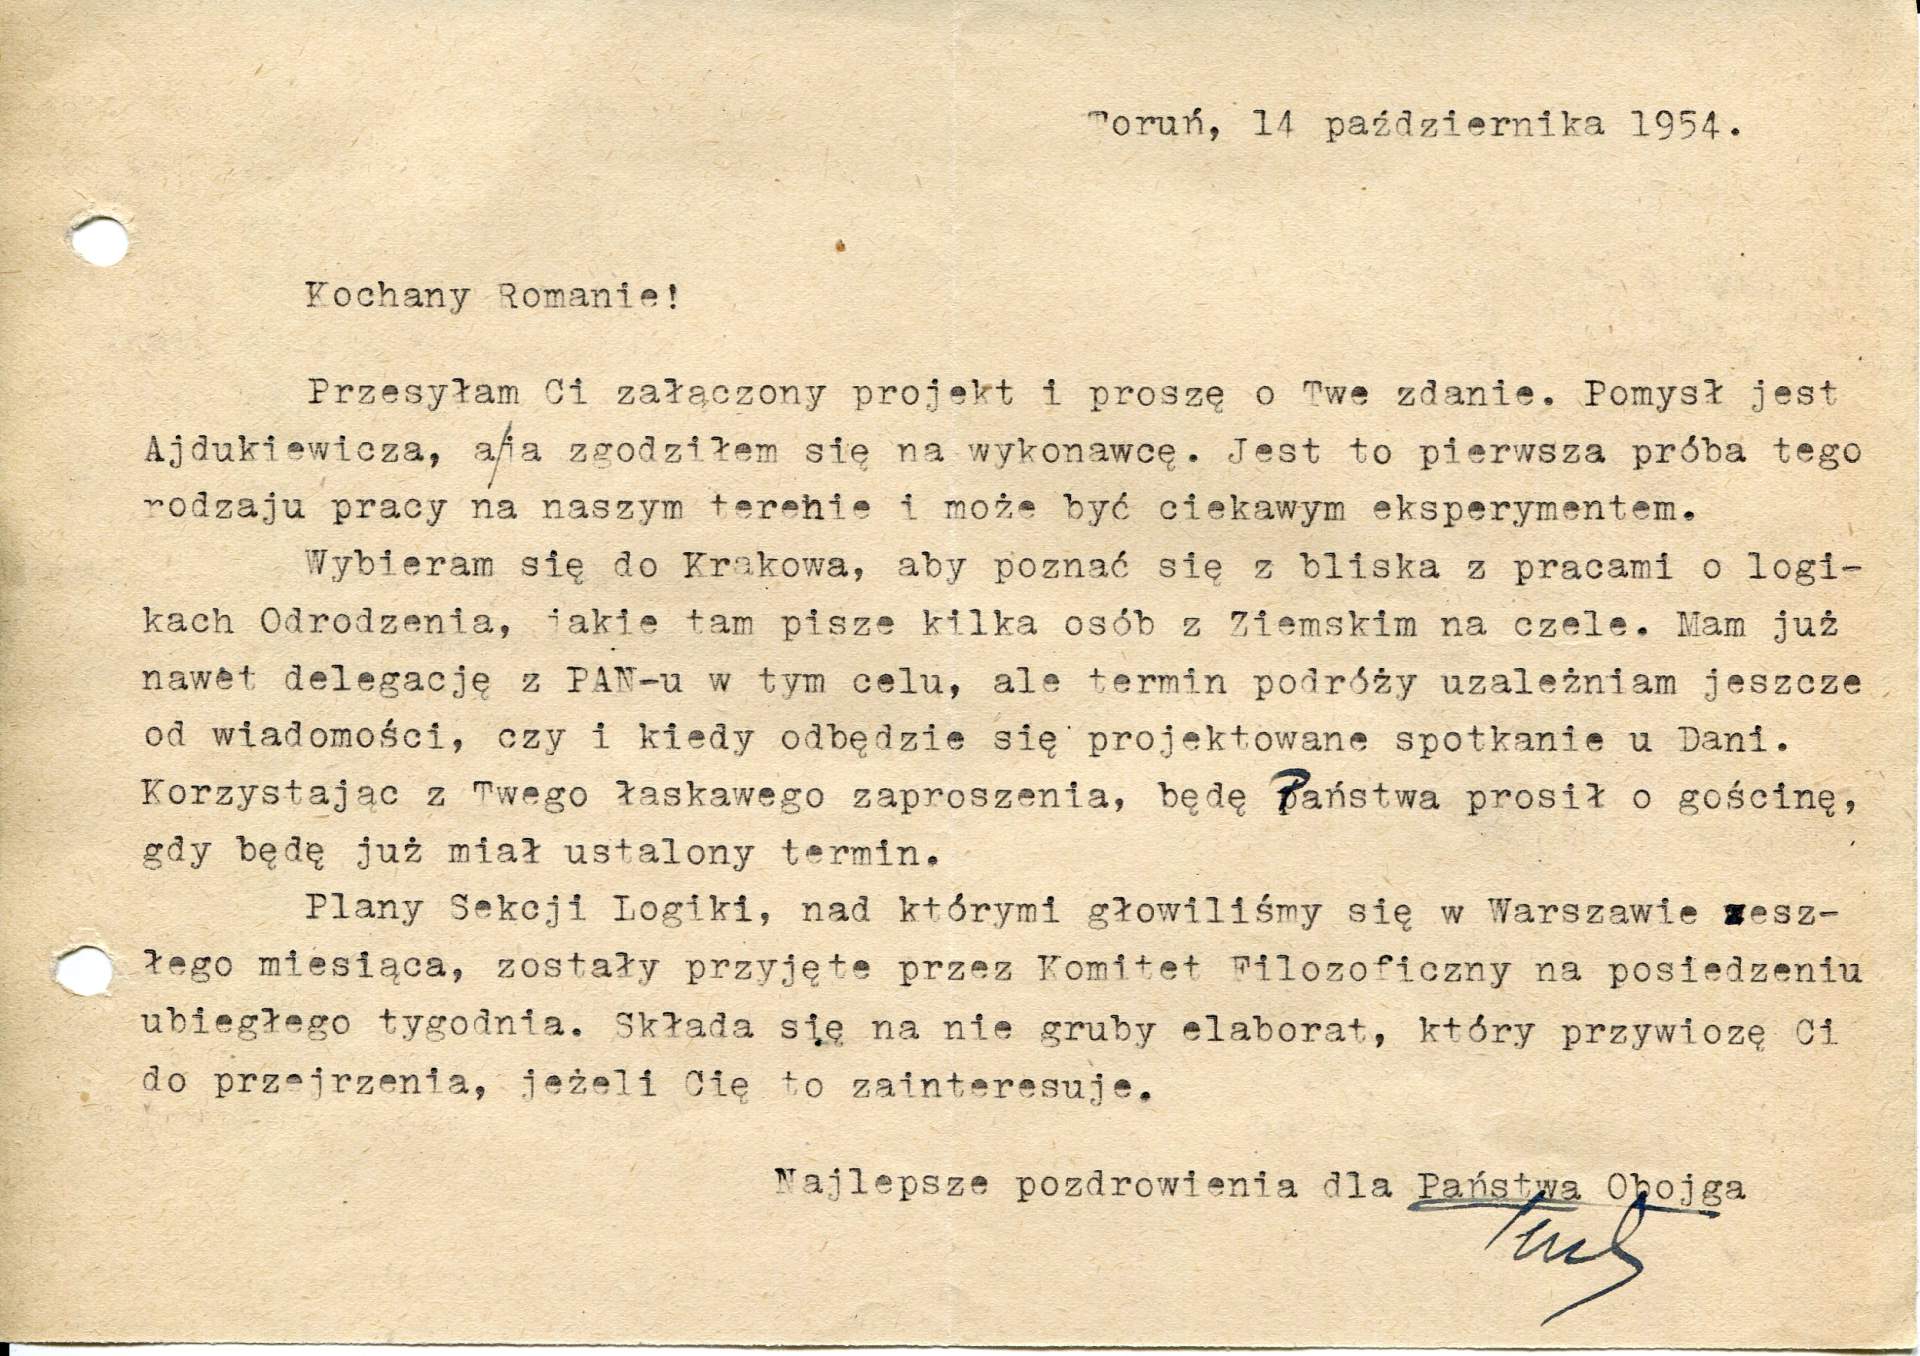 Toruń, 14 października 1954.
Kochany Romanie!
Przesyłam Ci załączony projekt i proszę o Twe zdanie. Pomysł jest
Ajdukiewicza, a/ja zgodziłem się na wykonawcę. Jest to pierwsza próba tego
rodzaju pracy na naszym terenie i może być ciekawym eksperymentem.
Wybieram się do Krakowa, aby poznać się z bliska z pracami o logi-
kach Odrodzenia, jakie tam pisze kilka osób z Ziemskim na czele. Mam już
nawet delegację z PAN-u w tym celu, ale termin podróży uzależniam jeszcze
od wiadomości, czy i kiedy odbędzie się projektowane spotkanie u Dani.
Korzystając z Twego łaskawego zaproszenia, będę Państwa prosił o gościnę,
gdy będę już miał ustalony termin.
Plany Sekcji Logiki, nad którymi głowiliśmy się w Warszawie zesz-
łego miesiąca, zostały przyjęte przez Komitet Filozoficzny na posiedzeniu
ubiegłego tygodnia. Składa się na nie gruby elaborat, który przywiozę Ci
do przejrzenia, jeżeli Cię to zainteresuje.
Najlepsze pozdrowienia dla Państwa Obojga